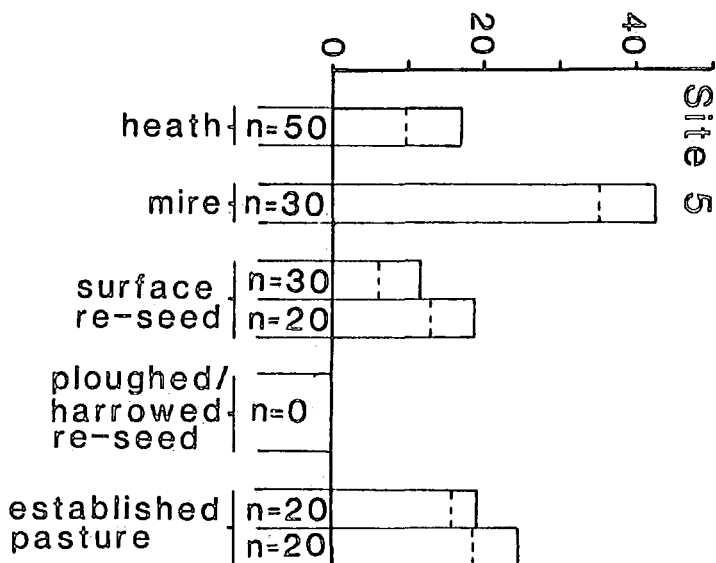 0
20
40
Site 5
heath n=50
mire n=30
surface
re-seed
n=30
n=20
ploughed/
harrowed
re-seed
n=0
established
pasture
n=20
n=20